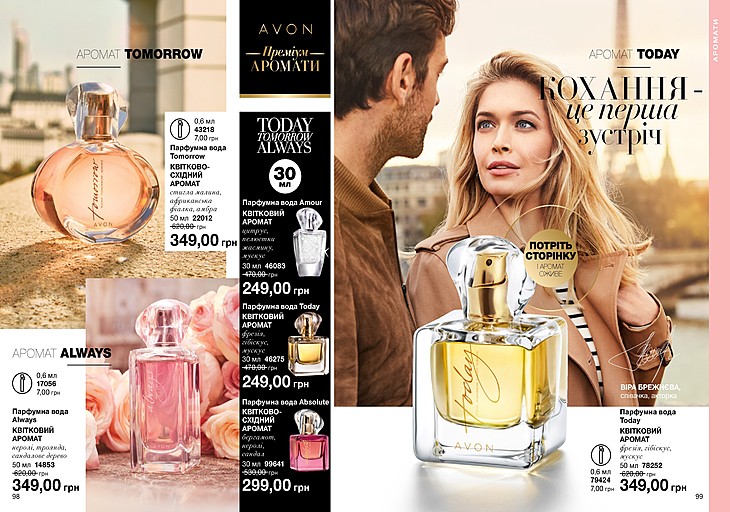 АРОМАТ TOMORROW
0,6 мл
43218
7,00 грн
Парфумна вода
Tomorrow
КВІТКОВО-
СХІДНИЙ
АРОМАТ
стигла малина,
африканська
фіалка, амбра
50 мл 22012
620,00 грн
349,00 грн
tomorrow
AVON
АРОМАТ ALWAYS
0,6 мл
17056
7,00 грн
Парфумна вода
Always
КВІТКОВИЙ
АРОМАТ
неролі, троянда,
сандалове дерево
50 мл 14853
620,00 грн
349,00 грн
98
AVON
Преміум
АРОМАТИ
TODAY
TOMORROW
ALWAYS
30
МЛ
Парфумна вода Amour
КВІТКОВИЙ
АРОМАТ
цитрус,
пелюстки
жасмину,
мускус
30 мл 46083
470,00 грн
249,00 грн
Парфумна вода Today
КВІТКОВИЙ
АРОМАТ
фрезія,
гібіскус,
мускус
30 мл 46275
470,00 грн
249,00 грн
Парфумна вода Absolute
КВІТКОВО-
СХІДНИЙ
АРОМАТ
бергамот,
неролі,
сандал
30 мл 99641
530,00 грн
299,00 грн
АРОМАТ TODAY
КОХАННЯ -
це перша
зустріч
ПОТРІТЬ
СТОРІНКУ
І АРОМАТ
ОЖИВЕ
today
AVON
ВІРА БРЕЖНЄВА,
співачка, акторка
Парфумна вода
Today
КВІТКОВИЙ
АРОМАТ
фрезія, гібіскус,
мускус
50 мл 78252
620,00 грн
349,00 грн
0,6 мл
79424
7,00 грн
99
АРОМАТИ